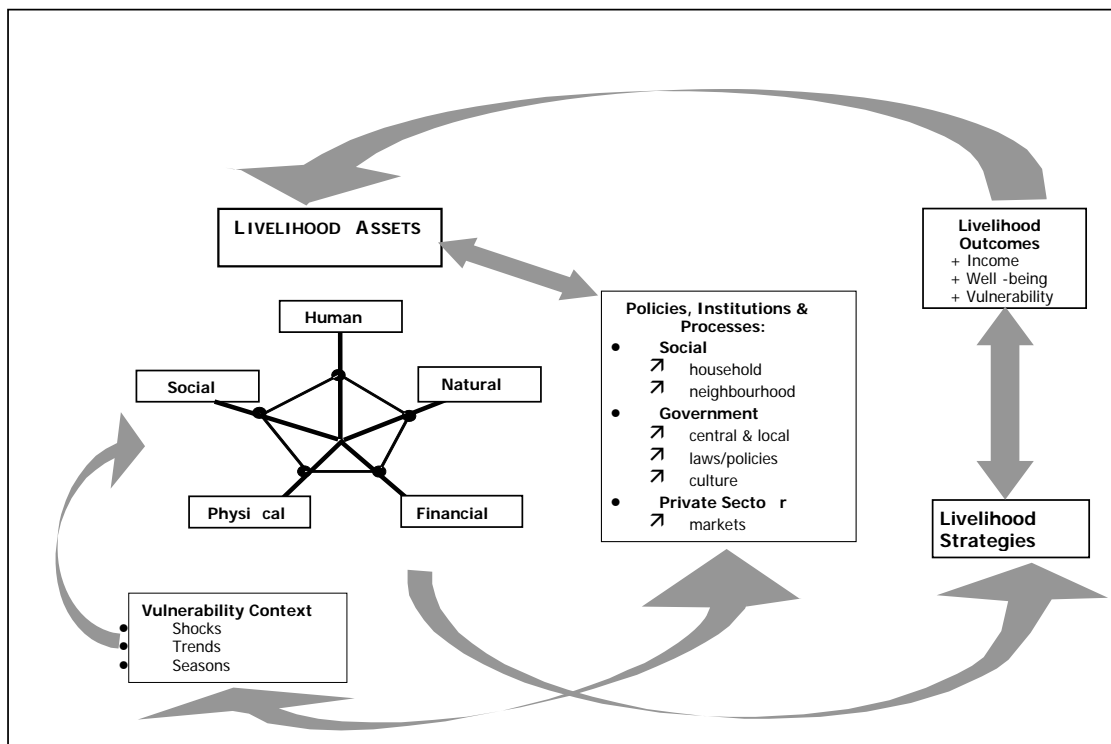 LIVELIHOOD ASSETS
Human
Social
Natural
Physi cal
Financial
Vulnerability Context
• Shocks
• Trends
• Seasons
Policies, Institutions &
Processes:
• Social
↗ household
↗ neighbourhood
• Government
↗ central & local
↗ laws/policies
↗ culture
• Private Secto r
↗ markets
Livelihood
Outcomes
+ Income
+ Well -being
+ Vulnerability
Livelihood
Strategies